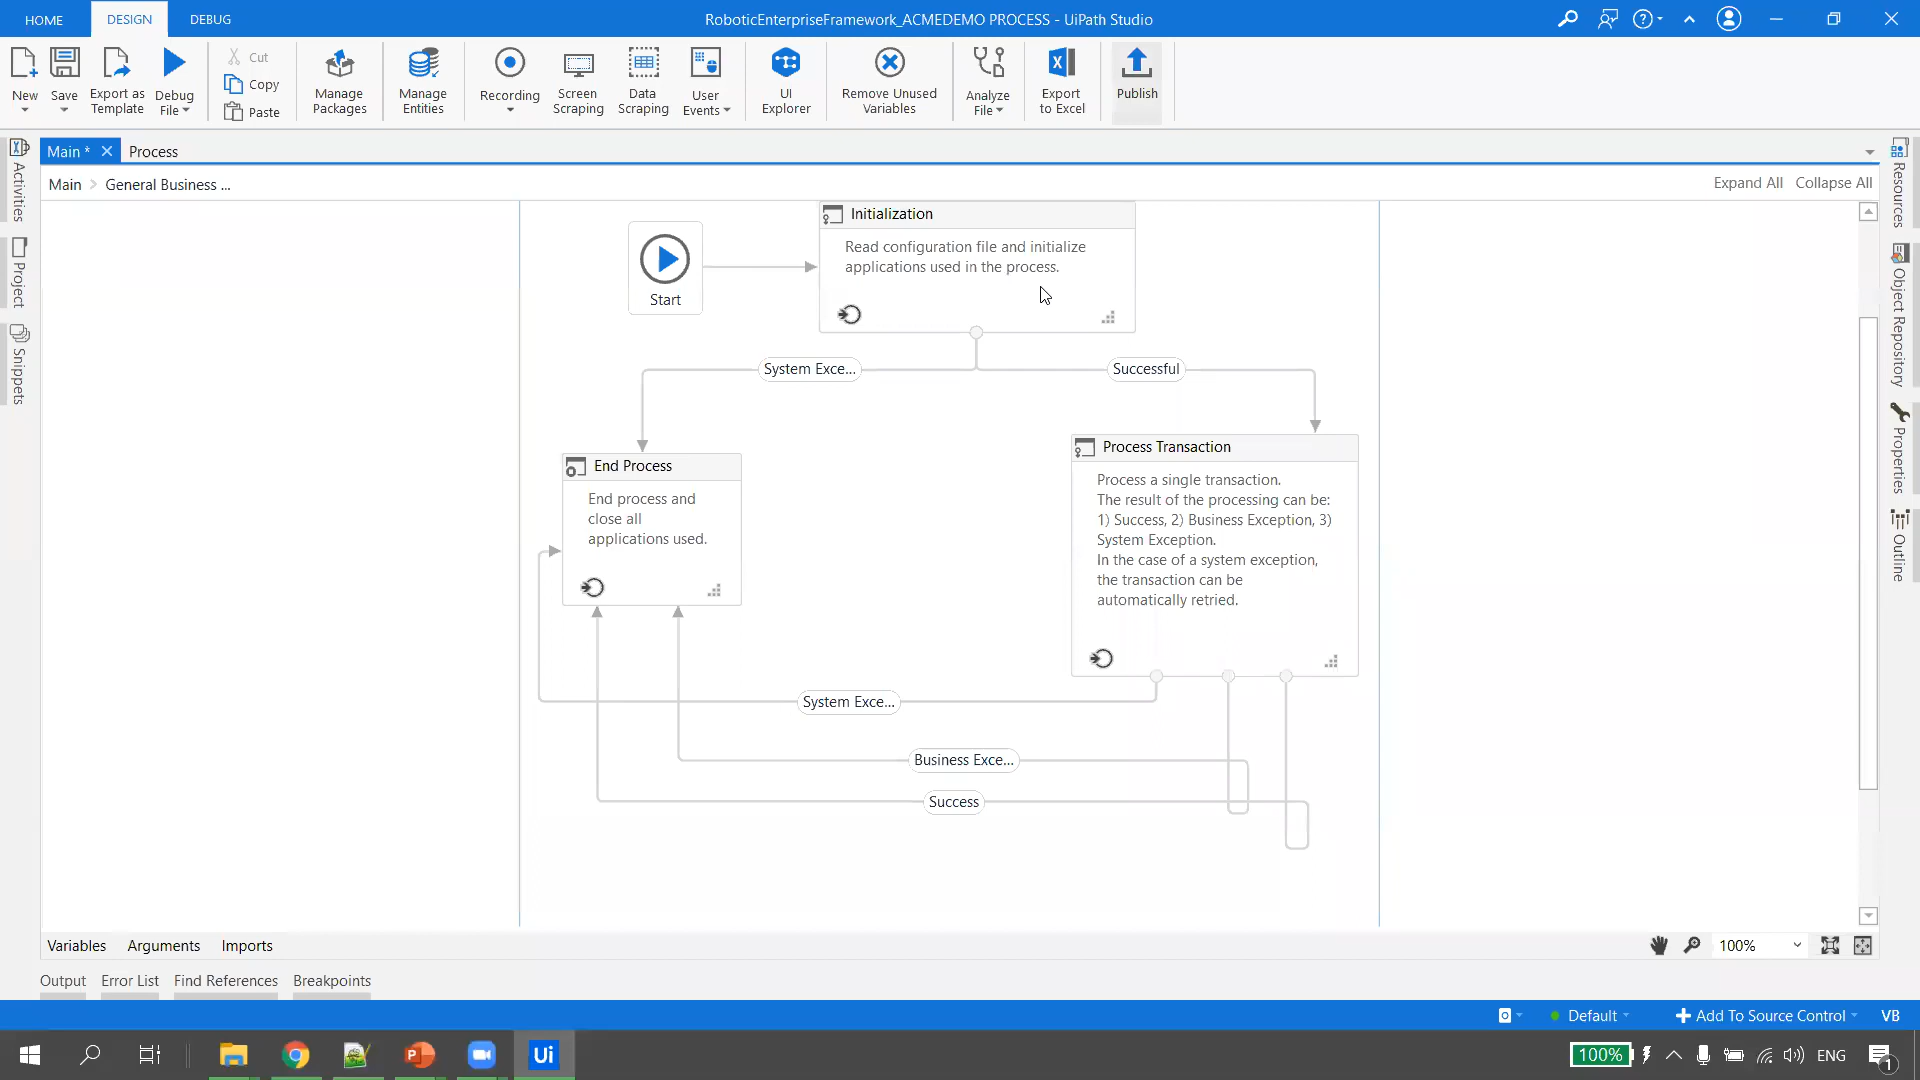 HOME
DESIGN
DEBUG
RoboticEnterpriseFramework_ACMEDEMO PROCESS - UiPath Studio
New
Save
Export as
Template
Debug
File
Cut
Copy
Paste
Manage
Packages
Manage
Entities
Recording
Screen
Scraping
Data
Scraping
User
Events
UI
Explorer
Remove Unused
Variables
Analyze
File
Export
to Excel
Publish
Main *
Process
Main
General Business ...
Expand All
Collapse All
Activities
Project
Snippets
Resources
Object Repository
Properties
Outline
Start
Initialization
Read configuration file and initialize
applications used in the process.
System Exce...
Successful
End Process
End process and
close all
applications used.
Process Transaction
Process a single transaction.
The result of the processing can be:
1) Success, 2) Business Exception, 3)
System Exception.
In the case of a system exception,
the transaction can be
automatically retried.
System Exce...
Business Exce...
Success
Variables
Arguments
Imports
100%
Output
Error List
Find References
Breakpoints
Default
Add To Source Control
VB
Ui
100%
ENG
1